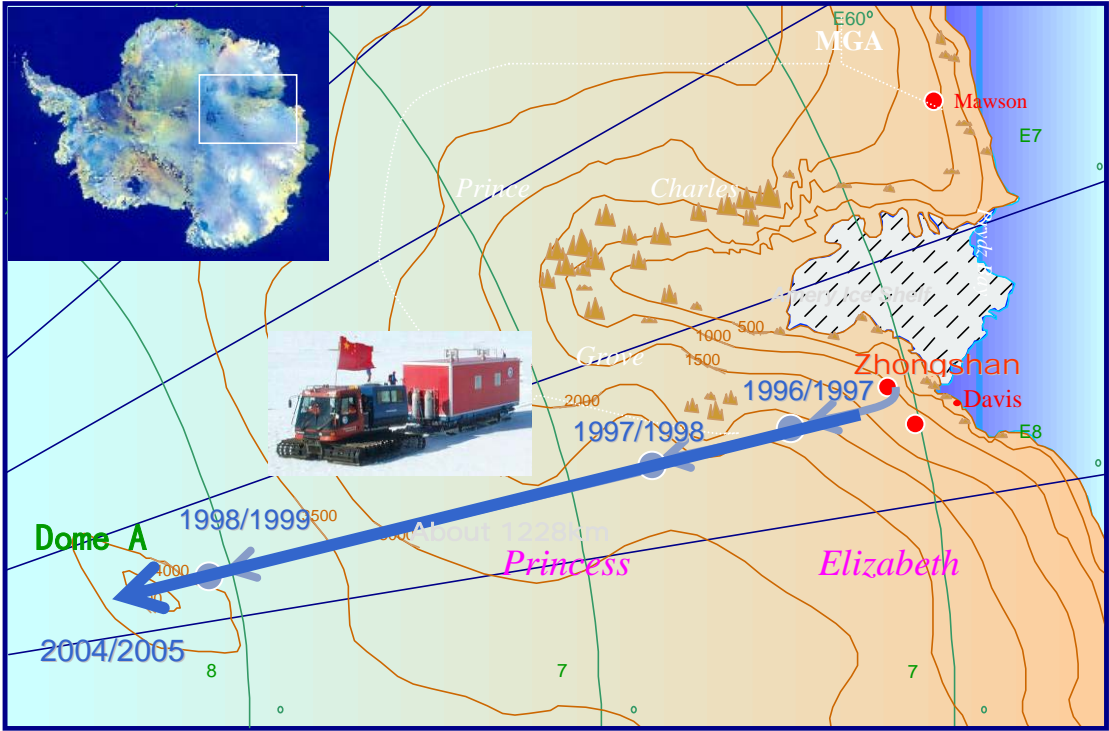 E60°
MGA
Mawson
E7
o
Prince
Charles
Amery Ice Shelf
500
1000
1500
Grove
Zhongshan
1996/1997
Davis
2000
1997/1998
E8
o
1998/1999
3500
About 1228km
Dome A
4000
Princess
Elizabeth
2004/2005
8
7
7
o
o
o